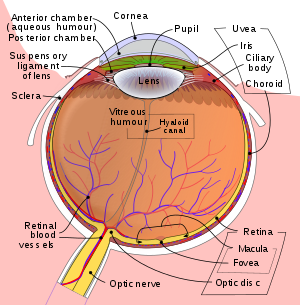 Anterior chamber
(aqueous humour)
Posterior chamber
Cornea
Pupil
Uvea
Iris
Ciliary
body
Choroid
Suspensory
ligament
of lens
Lens
Sclera
Vitreous
humour
Hyaloid
canal
Retinal
blood
vessels
Retina
Macula
Fovea
Optic nerve
Optic disc